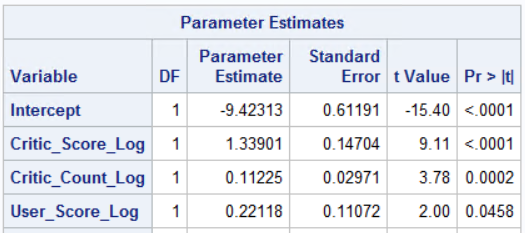 Parameter Estimates
Variable DF Parameter Estimate Standard Error t Value Pr > |t|
Intercept 1 -9.42313 0.61191 -15.40 <.0001
Critic_Score_Log 1 1.33901 0.14704 9.11 <.0001
Critic_Count_Log 1 0.11225 0.02971 3.78 0.0002
User_Score_Log 1 0.22118 0.11072 2.00 0.0458